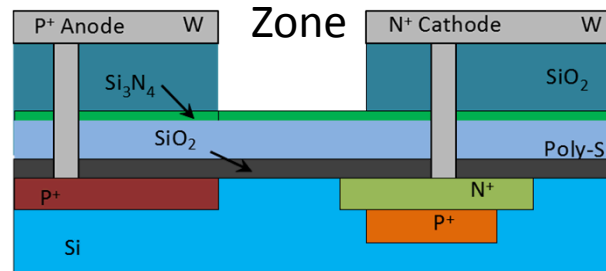 Zone
P⁺ Anode W
N⁺ Cathode W
Si₃N₄
SiO₂
SiO₂
Poly-S
P⁺
N⁺
P⁺
Si